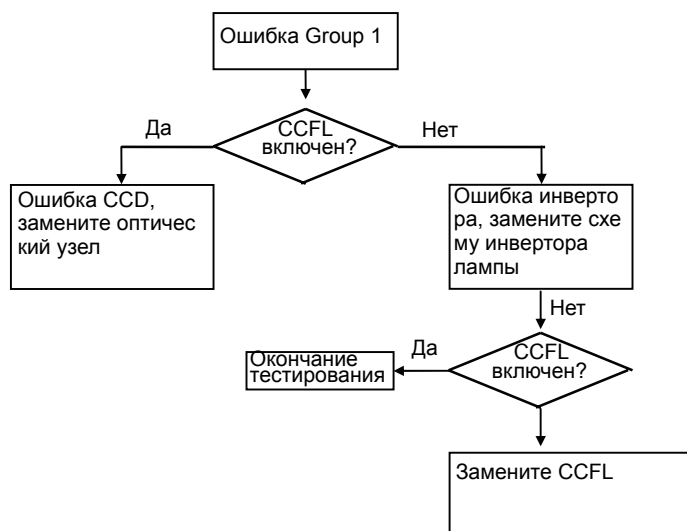 Ошибка Group 1
CCFL
включен?
Да
Нет
Ошибка CCD,
замените оптичес
кий узел
Ошибка инверто
ра, замените схе
му инвертора
лампы
Нет
CCFL
включен?
Да
Окончание
тестирования
Замените CCFL